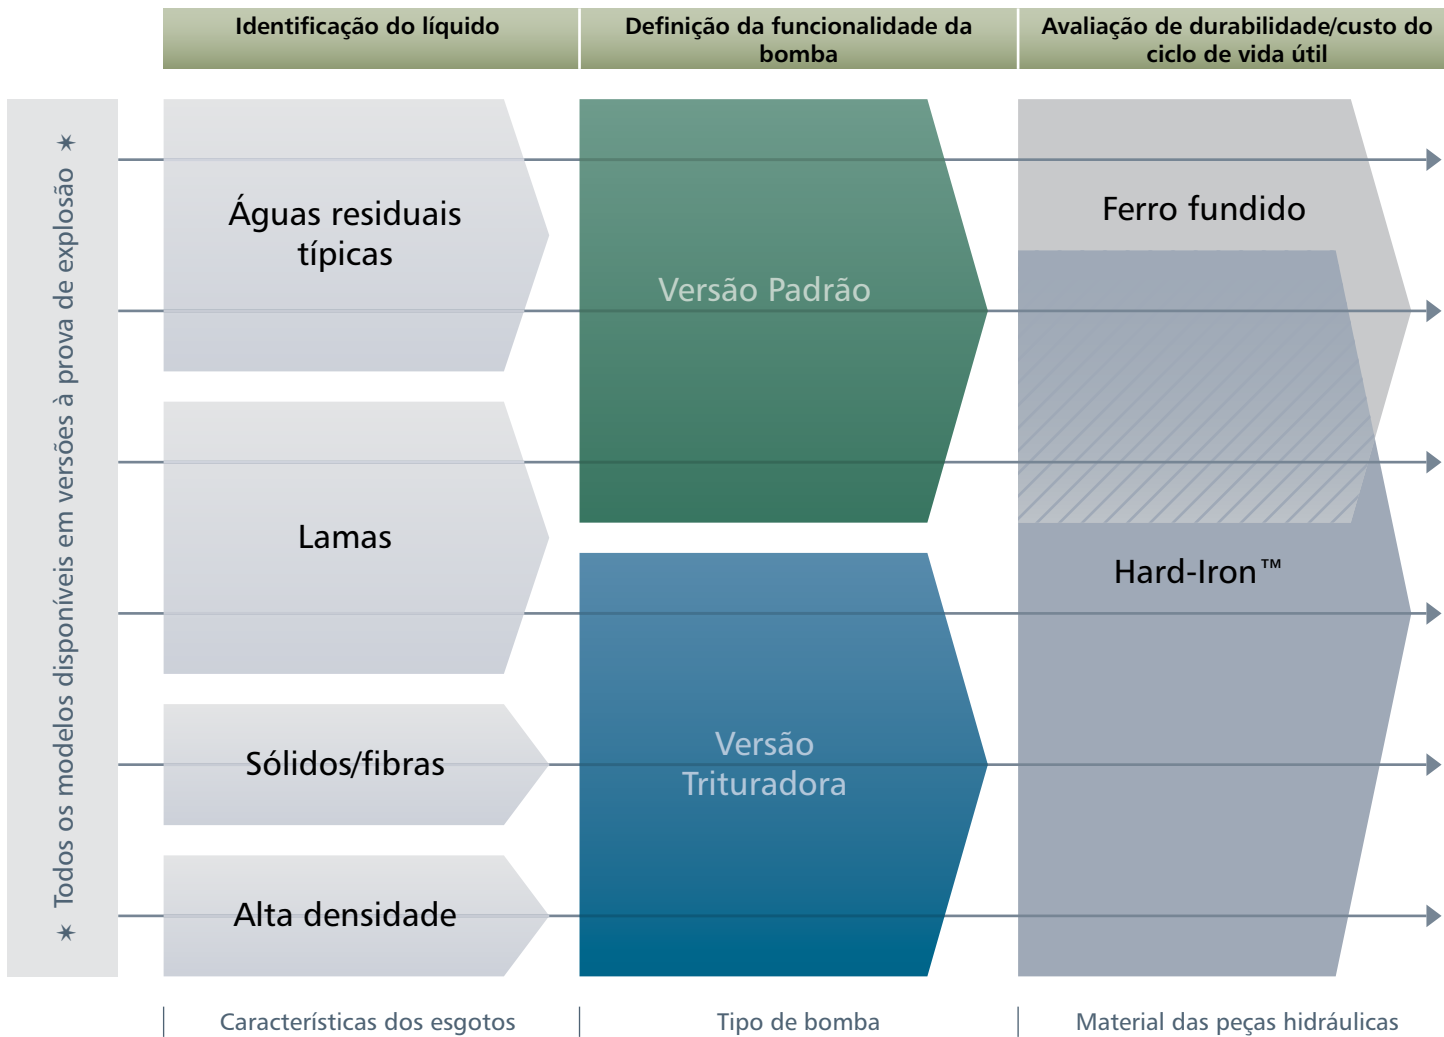 Identificação do líquido
Definição da funcionalidade da
bomba
Avaliação de durabilidade/custo do
ciclo de vida útil
* Todos os modelos disponíveis em versões à prova de explosão *
Águas residuais
típicas
Lamas
Sólidos/fibras
Alta densidade
Versão Padrão
Versão
Trituradora
Ferro fundido
Hard-Iron™
Características dos esgotos
Tipo de bomba
Material das peças hidráulicas